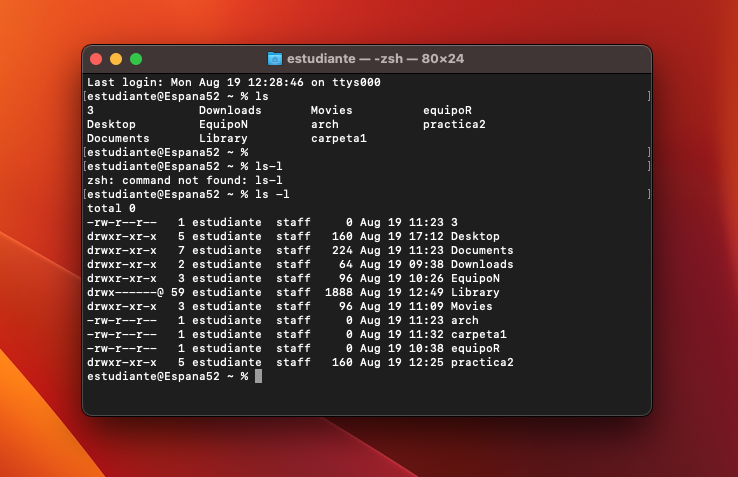 estudiante — -zsh — 80×24
Last login: Mon Aug 19 12:28:46 on ttys000
[estudiante@Espana52 ~ % ls ]
3 Downloads Movies equipoR
Desktop EquipoN arch practica2
Documents Library carpeta1
[estudiante@Espana52 ~ % ]
[estudiante@Espana52 ~ % ls-l ]
zsh: command not found: ls-l
[estudiante@Espana52 ~ % ls -l ]
total 0
-rw-r--r-- 1 estudiante staff 0 Aug 19 11:23 3
drwxr-xr-x 5 estudiante staff 160 Aug 19 17:12 Desktop
drwxr-xr-x 7 estudiante staff 224 Aug 19 11:23 Documents
drwxr-xr-x 2 estudiante staff 64 Aug 19 09:38 Downloads
drwxr-xr-x 3 estudiante staff 96 Aug 19 10:26 EquipoN
drwx------@ 59 estudiante staff 1888 Aug 19 12:49 Library
drwxr-xr-x 3 estudiante staff 96 Aug 19 11:09 Movies
-rw-r--r-- 1 estudiante staff 0 Aug 19 11:23 arch
-rw-r--r-- 1 estudiante staff 0 Aug 19 11:32 carpeta1
-rw-r--r-- 1 estudiante staff 0 Aug 19 10:38 equipoR
drwxr-xr-x 5 estudiante staff 160 Aug 19 12:25 practica2
estudiante@Espana52 ~ %